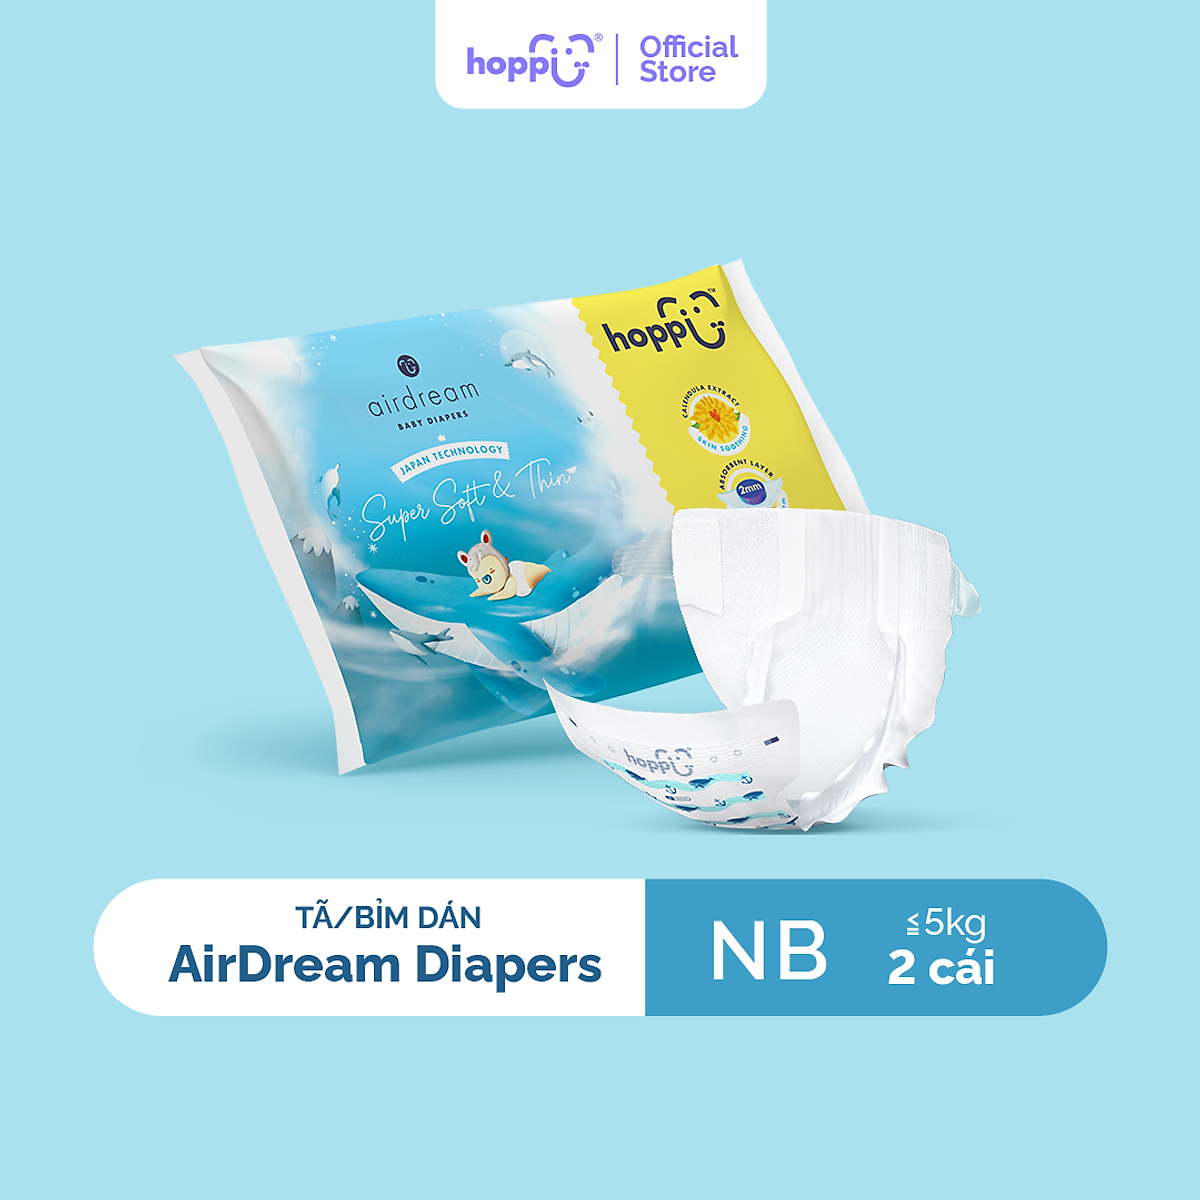 hoppi®
Official
Store
hoppi™
airdream
BABY DIAPERS
JAPAN TECHNOLOGY
Super Soft & Thin
CALENDULA EXTRACT
SKIN SOOTHING
ABSORBENT LAYER
2mm
hoppi
TÃ/BỈM DÁN
AirDream Diapers
NB
≦5kg
2 cái